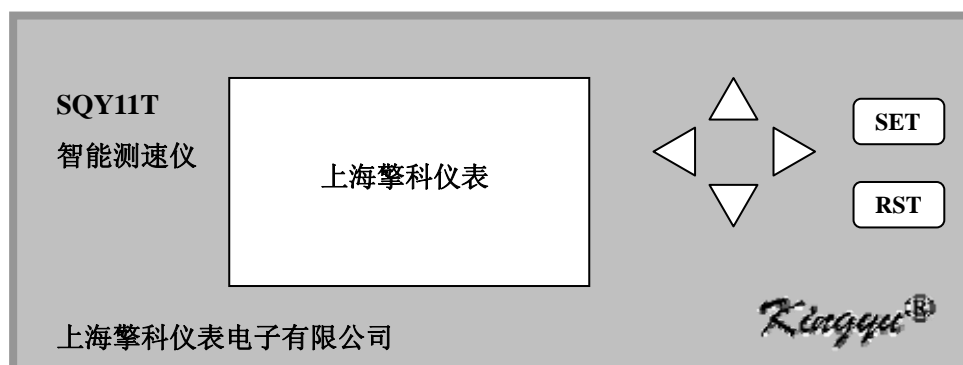 SQY11T
智能测速仪
上海擎科仪表
SET
RST
上海擎科仪表电子有限公司
Kingyu®